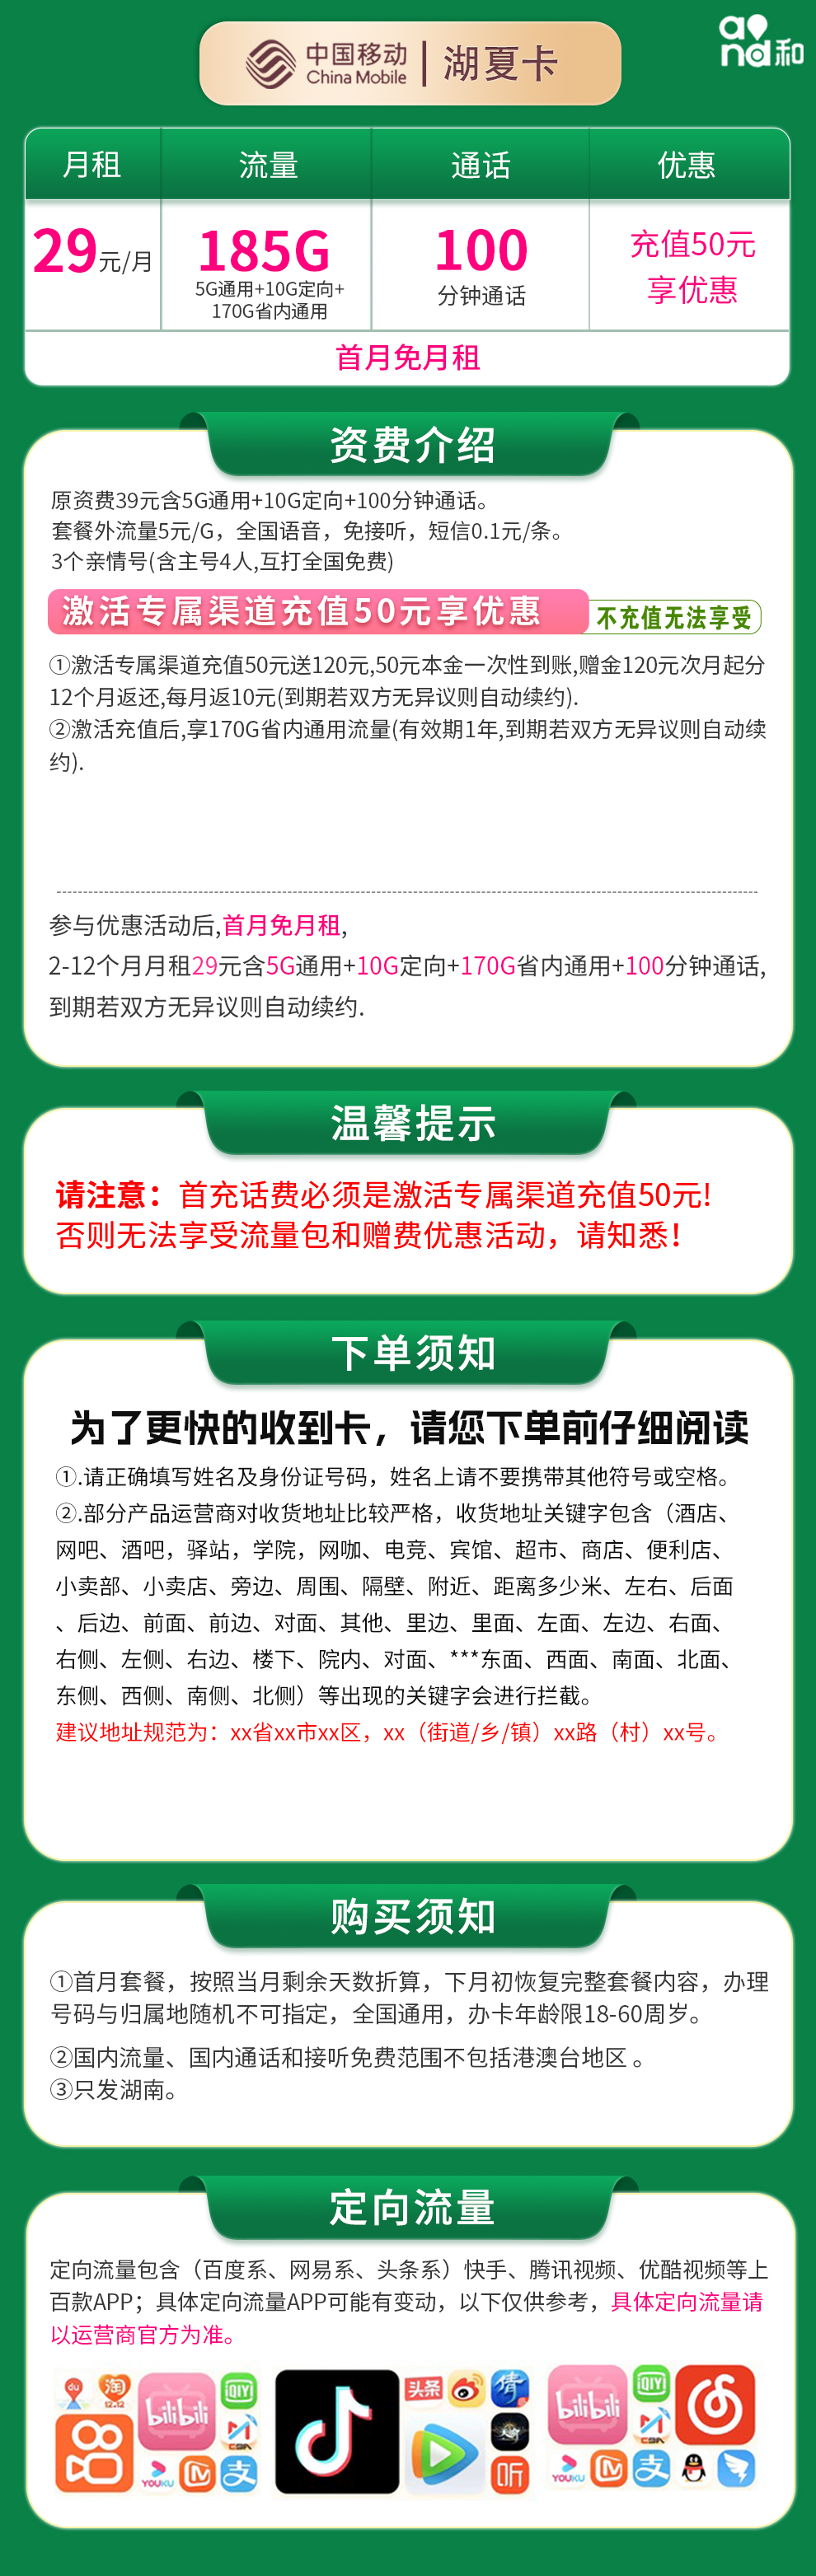 中国移动
China Mobile
湖夏卡
and和
月租 流量 通话 优惠
29元/月
185G
5G通用+10G定向+
170G省内通用
100
分钟通话
充值50元
享优惠
首月免月租
资费介绍
原资费39元含5G通用+10G定向+100分钟通话。
套餐外流量5元/G，全国语音，免接听，短信0.1元/条。
3个亲情号(含主号4人,互打全国免费)
激活专属渠道充值50元享优惠
不充值无法享受
①激活专属渠道充值50元送120元,50元本金一次性到账,赠金120元次月起分
12个月返还,每月返10元(到期若双方无异议则自动续约).
②激活充值后,享170G省内通用流量(有效期1年,到期若双方无异议则自动续
约).
参与优惠活动后,首月免月租,
2-12个月月租29元含5G通用+10G定向+170G省内通用+100分钟通话,
到期若双方无异议则自动续约.
温馨提示
请注意：首充话费必须是激活专属渠道充值50元!
否则无法享受流量包和赠费优惠活动，请知悉！
下单须知
为了更快的收到卡，请您下单前仔细阅读
①.请正确填写姓名及身份证号码，姓名上请不要携带其他符号或空格。
②.部分产品运营商对收货地址比较严格，收货地址关键字包含（酒店、
网吧、酒吧，驿站，学院，网咖、电竞、宾馆、超市、商店、便利店、
小卖部、小卖店、旁边、周围、隔壁、附近、距离多少米、左右、后面
、后边、前面、前边、对面、其他、里边、里面、左面、左边、右面、
右侧、左侧、右边、楼下、院内、对面、***东面、西面、南面、北面、
东侧、西侧、南侧、北侧）等出现的关键字会进行拦截。
建议地址规范为：xx省xx市xx区，xx（街道/乡/镇）xx路（村）xx号。
购买须知
①首月套餐，按照当月剩余天数折算，下月初恢复完整套餐内容，办理
号码与归属地随机不可指定，全国通用，办卡年龄限18-60周岁。
②国内流量、国内通话和接听免费范围不包括港澳台地区 。
③只发湖南。
定向流量
定向流量包含（百度系、网易系、头条系）快手、腾讯视频、优酷视频等上
百款APP；具体定向流量APP可能有变动，以下仅供参考，具体定向流量请
以运营商官方为准。
du
淘
12.12
bilibili
iQIYI
CBA
YOUKU
支
头条
倩
听
bilibili
iQIYI
CBA
YOUKU
支